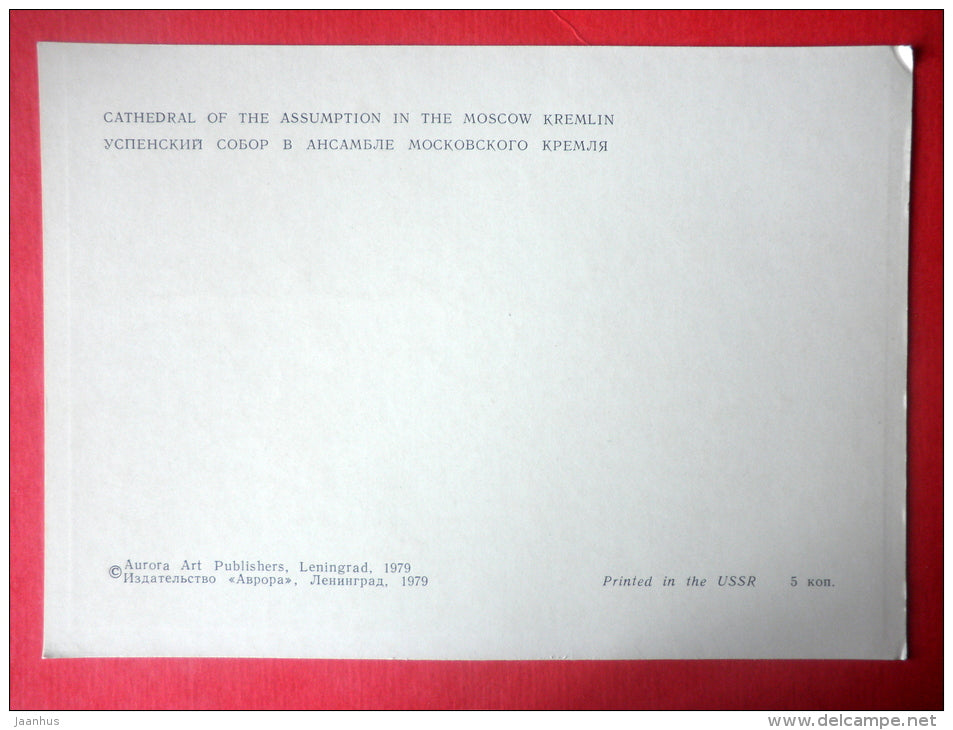 CATHEDRAL OF THE ASSUMPTION IN THE MOSCOW KREMLIN
УСПЕНСКИЙ СОБОР В АНСАМБЛЕ МОСКОВСКОГО КРЕМЛЯ
© Aurora Art Publishers, Leningrad, 1979
Издательство «Аврора», Ленинград, 1979
Printed in the USSR 5 коп.
Jaanhus
www.delcampe.net